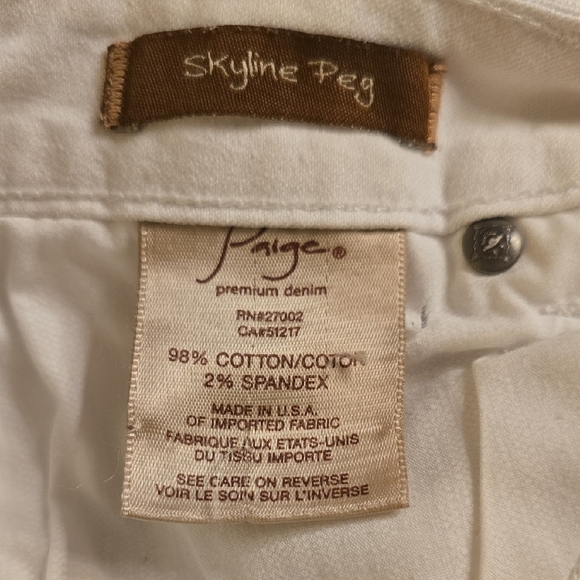 Skyline Peg
Paige®
premium denim
RN#27002
CA#51217
98% COTTON/COTON
2% SPANDEX
MADE IN U.S.A.
OF IMPORTED FABRIC
FABRIQUE AUX ETATS-UNIS
DU TISSU IMPORTE
SEE CARE ON REVERSE
VOIR LE SOIN SUR L'INVERSE